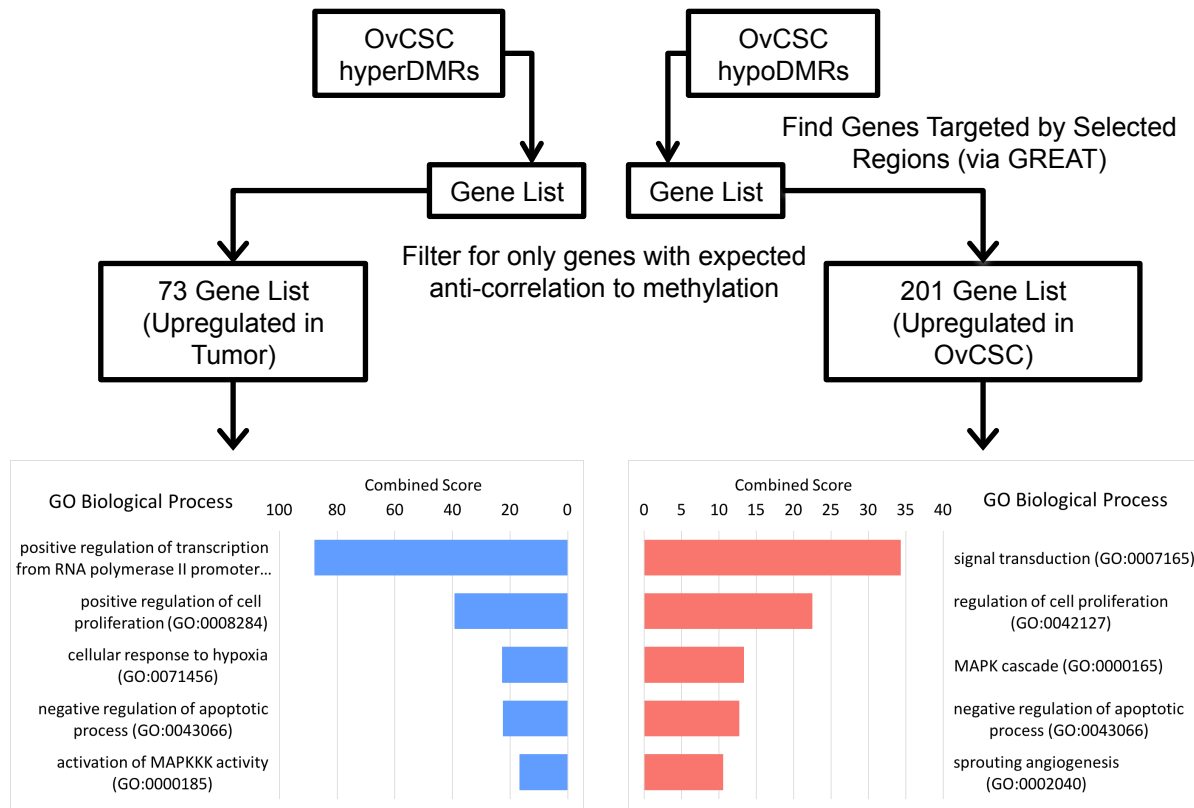 OvCSC
hyperDMRs
OvCSC
hypoDMRs
Find Genes Targeted by Selected
Regions (via GREAT)
Gene List
Gene List
Filter for only genes with expected
anti-correlation to methylation
73 Gene List
(Upregulated in
Tumor)
201 Gene List
(Upregulated in
OvCSC)
GO Biological Process
Combined Score
100 80 60 40 20 0
positive regulation of transcription
from RNA polymerase II promoter...
positive regulation of cell
proliferation (GO:0008284)
cellular response to hypoxia
(GO:0071456)
negative regulation of apoptotic
process (GO:0043066)
activation of MAPKKK activity
(GO:0000185)
Combined Score
GO Biological Process
0 5 10 15 20 25 30 35 40
signal transduction (GO:0007165)
regulation of cell proliferation
(GO:0042127)
MAPK cascade (GO:0000165)
negative regulation of apoptotic
process (GO:0043066)
sprouting angiogenesis
(GO:0002040)